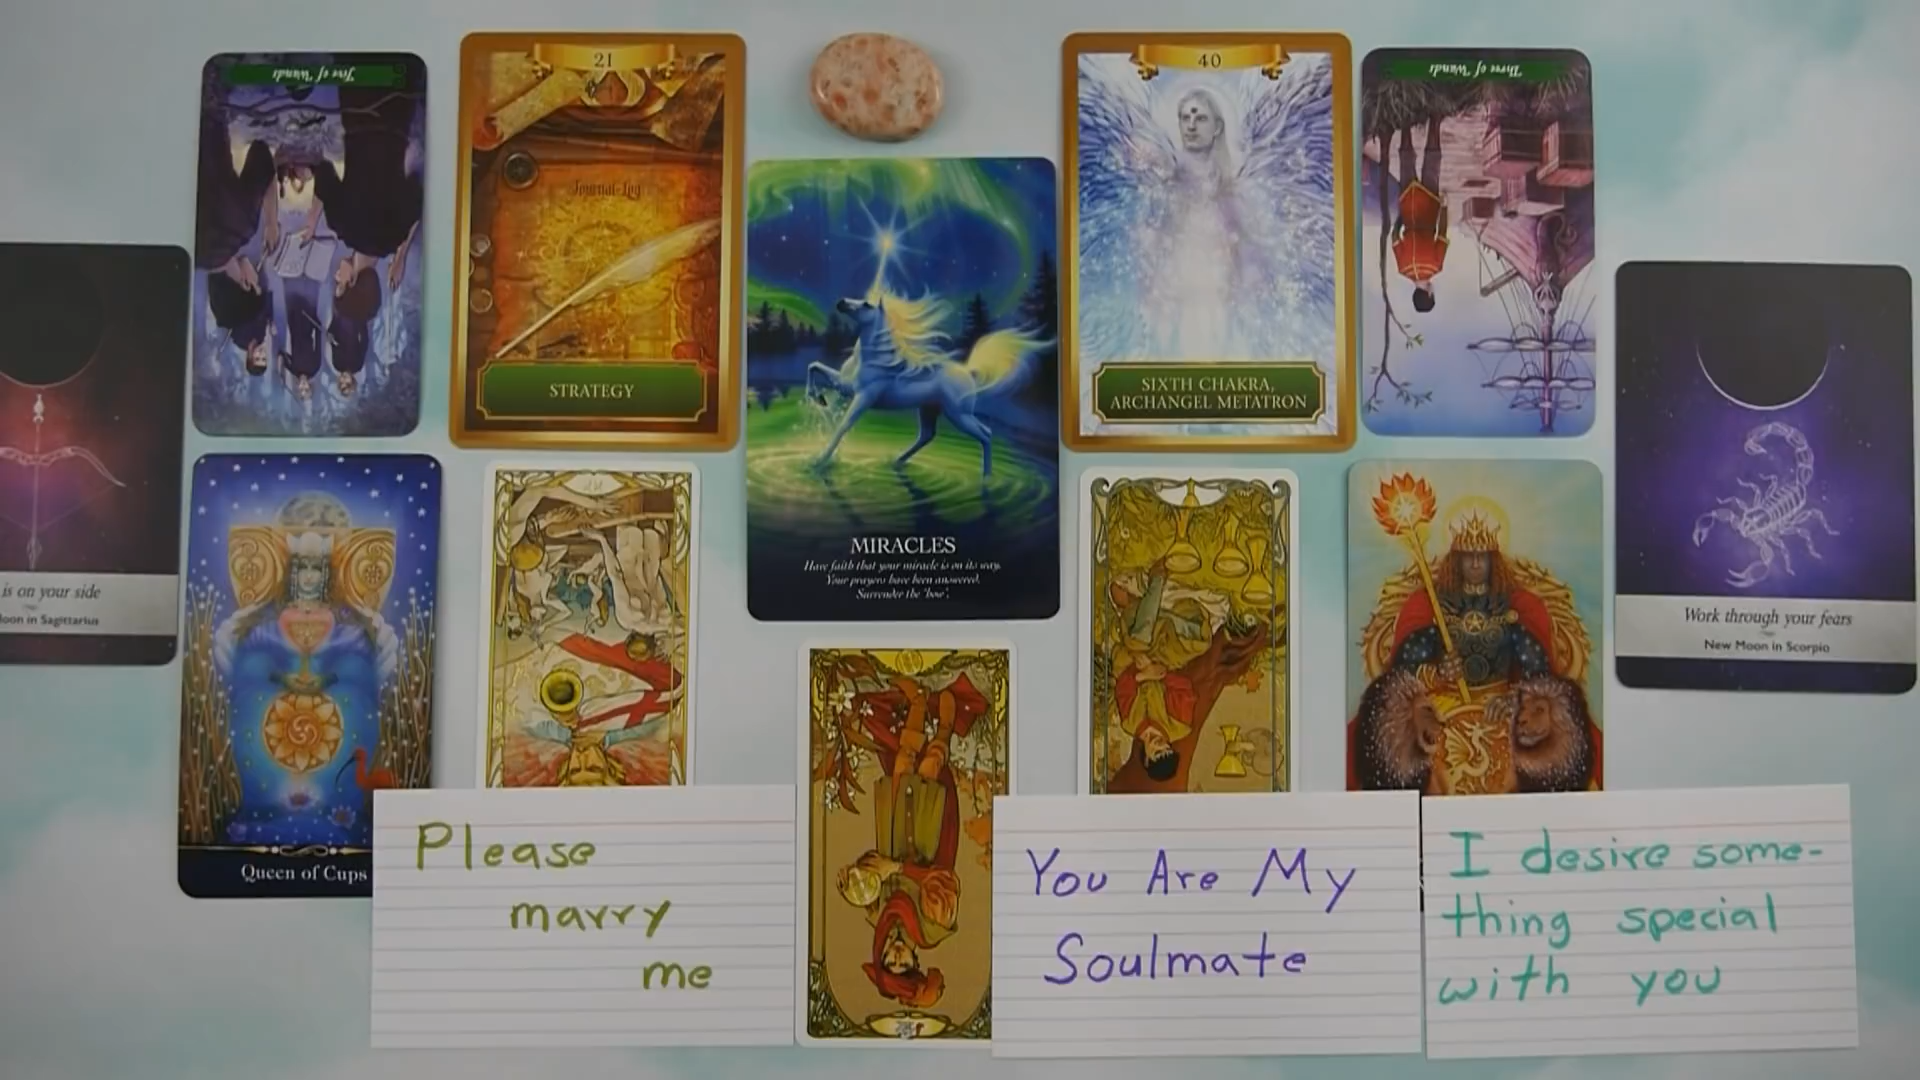 Five of Wands
21
Journal-Log
STRATEGY
40
SIXTH CHAKRA,
ARCHANGEL METATRON
Three of Wands
is on your side
Moon in Sagittarius
MIRACLES
Have faith that your miracle is on its way.
Your prayers have been answered.
Surrender the 'how'.
Work through your fears
New Moon in Scorpio
Queen of Cups
Please
marry
me
You Are My
Soulmate
I desire some-
thing special
with you